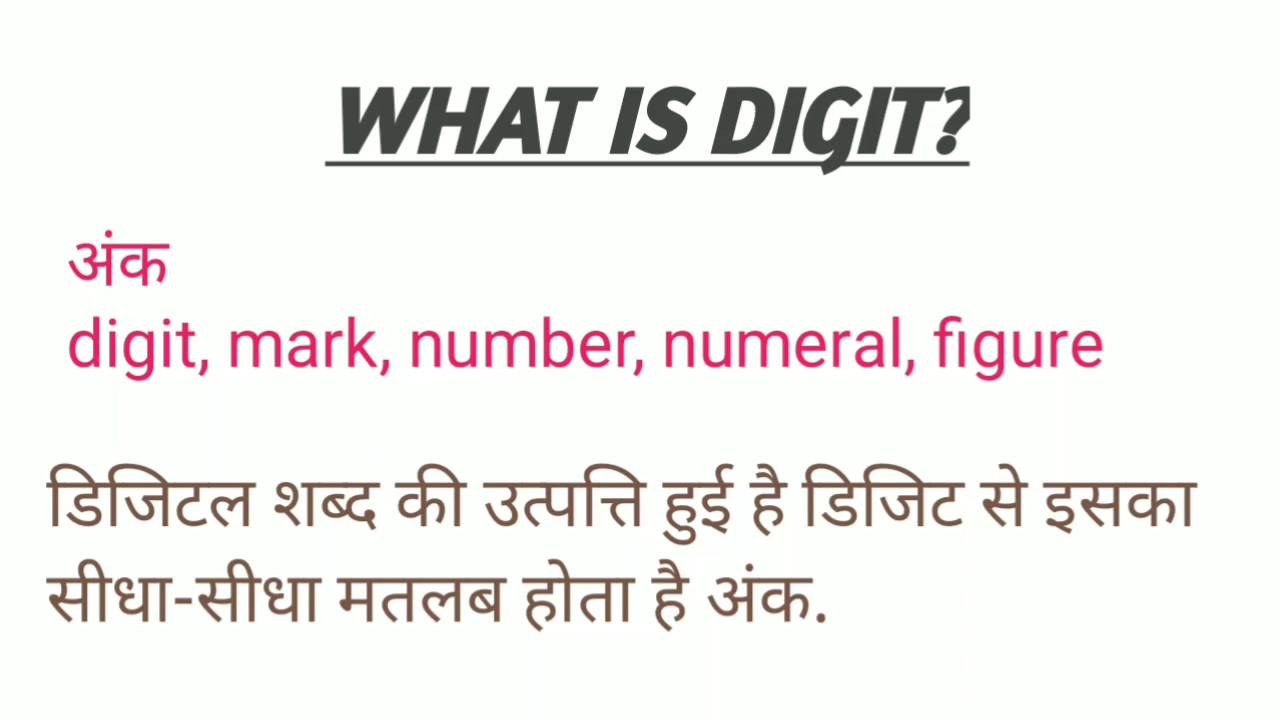 WHAT IS DIGIT?
अंक
digit, mark, number, numeral, figure
डिजिटल शब्द की उत्पत्ति हुई है डिजिट से इसका
सीधा-सीधा मतलब होता है अंक.